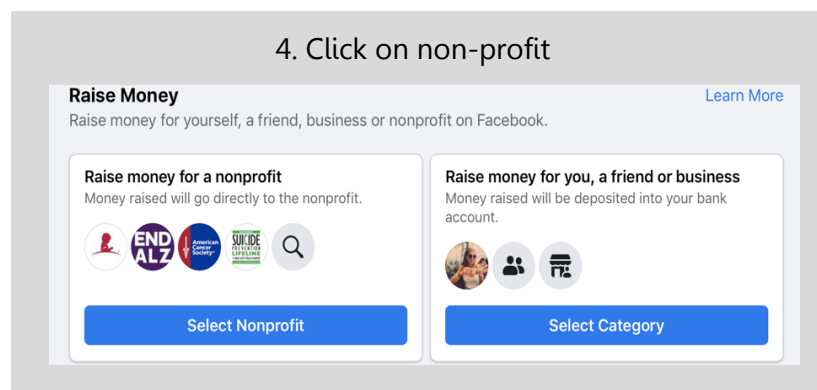 4. Click on non-profit
Raise Money
Learn More
Raise money for yourself, a friend, business or nonprofit on Facebook.
Raise money for a nonprofit
Money raised will go directly to the nonprofit.
END
ALZ
American
Cancer
Society
SUICIDE
PREVENTION
LIFELINE
Select Nonprofit
Raise money for you, a friend or business
Money raised will be deposited into your bank
account.
Select Category